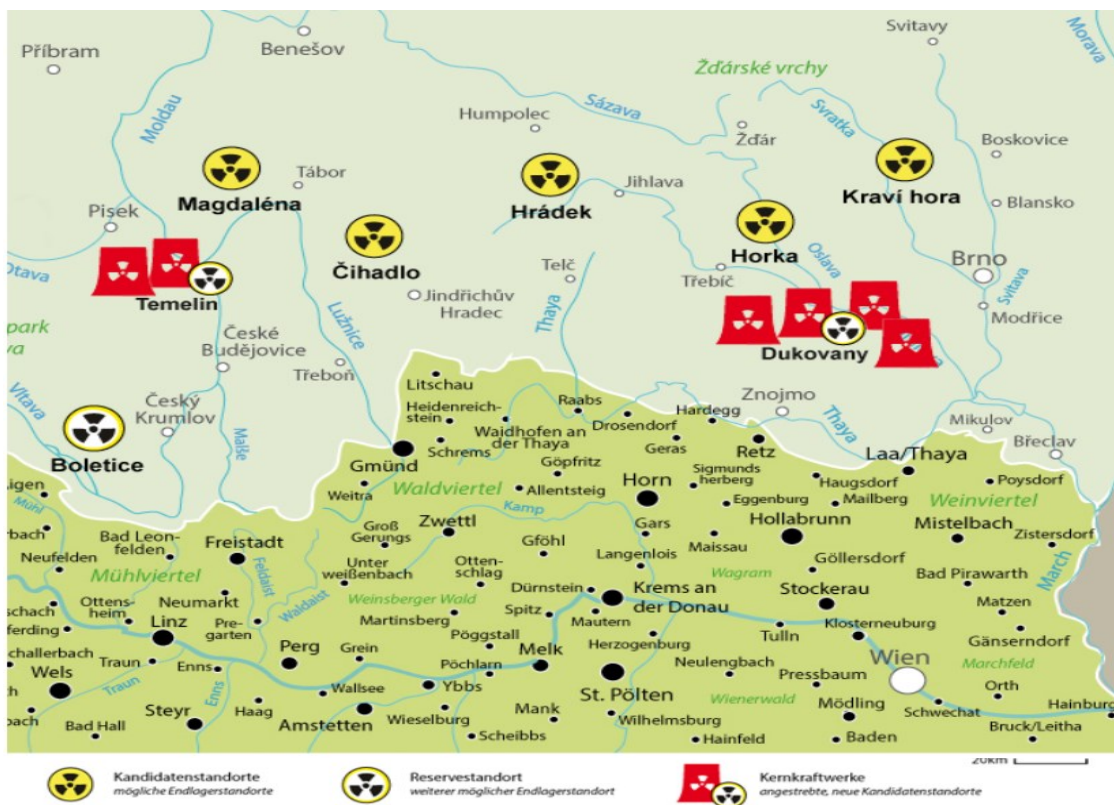 Svitavy
Příbram
Benešov
Morava
Žďárské vrchy
Moldau
Sázava
Humpolec
Svratka
Žďár
Boskovice
Tábor
Jihlava
Magdaléna
Hrádek
Kraví hora
Blansko
Pisek
Čihadlo
Horka
Oslava
Brno
Otava
Telč
Třebíč
Svitava
Temelin
Jindřichův
Hradec
Modřice
Lužnice
Thaya
Dukovany
České
Budějovice
Třeboň
Litschau
Český
Krumlov
Vltava
Malše
Heidenreich-
stein
Raabs
Hardegg
Znojmo
Thaya
Mikulov
Waidhofen an
der Thaya
Drosendorf
Břeclav
Boletice
Gmünd
Schrems
Geras
Retz
Laa/Thaya
Göpfritz
Weitra
Waldviertel
Allentsteig
Horn
Sigmunds
herberg
Haugsdorf
Poysdorf
Mühl
Kamp
Eggenburg
Mailberg
Weinviertel
Bad Leon-
felden
Freistadt
Groß
Gerungs
Zwettl
Gars
Hollabrunn
Mistelbach
Zistersdorf
Neufelden
Gföhl
Maissau
Mühlviertel
Feldaist
Unter
weißenbach
Otten-
schlag
Langenlois
Göllersdorf
March
Ottens-
heim
Neumarkt
Waldaist
Weinsberger Wald
Dürnstein
Krems an
der Donau
Wagram
Stockerau
Bad Pirawarth
Linz
Pre-
garten
Martinsberg
Spitz
Mautern
Matzen
Pöggstall
Herzogenburg
Tulln
Klosterneuburg
Gänserndorf
Traun
Enns
Perg
Grein
Pöchlarn
Melk
Neulengbach
Wien
Marchfeld
Wels
Traun
Enns
Wallsee
Ybbs
St. Pölten
Wienerwald
Pressbaum
Orth
Steyr
Haag
Amstetten
Wieselburg
Mank
Wilhelmsburg
Mödling
Schwechat
Hainburg
Bad Hall
Scheibbs
Hainfeld
Baden
Bruck/Leitha
20km
Kandidatenstandorte
mögliche Endlagerstandorte
Reservestandort
weiterer möglicher Endlagerstandort
Kernkraftwerke
angestrebte, neue Kandidatenstandorte